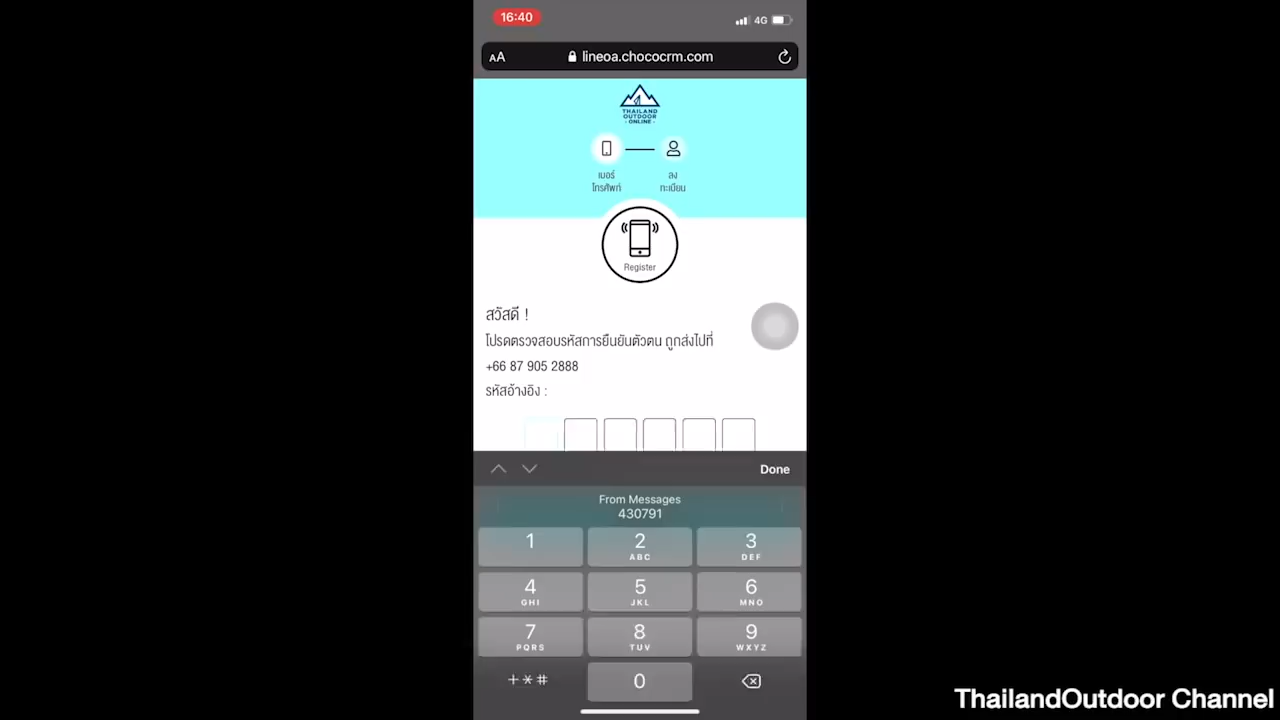 16:40
4G
AA
lineoa.chococrm.com
THAILAND
OUTDOOR
- ONLINE -
เบอร์
โทรศัพท์
ลง
ทะเบียน
Register
สวัสดี !
โปรดตรวจสอบรหัสการยืนยันตัวตน ถูกส่งไปที่
+66 87 905 2888
รหัสอ้างอิง :
Done
From Messages
430791
1
2
ABC
3
DEF
4
GHI
5
JKL
6
MNO
7
PQRS
8
TUV
9
WXYZ
+*#
0
ThailandOutdoor Channel